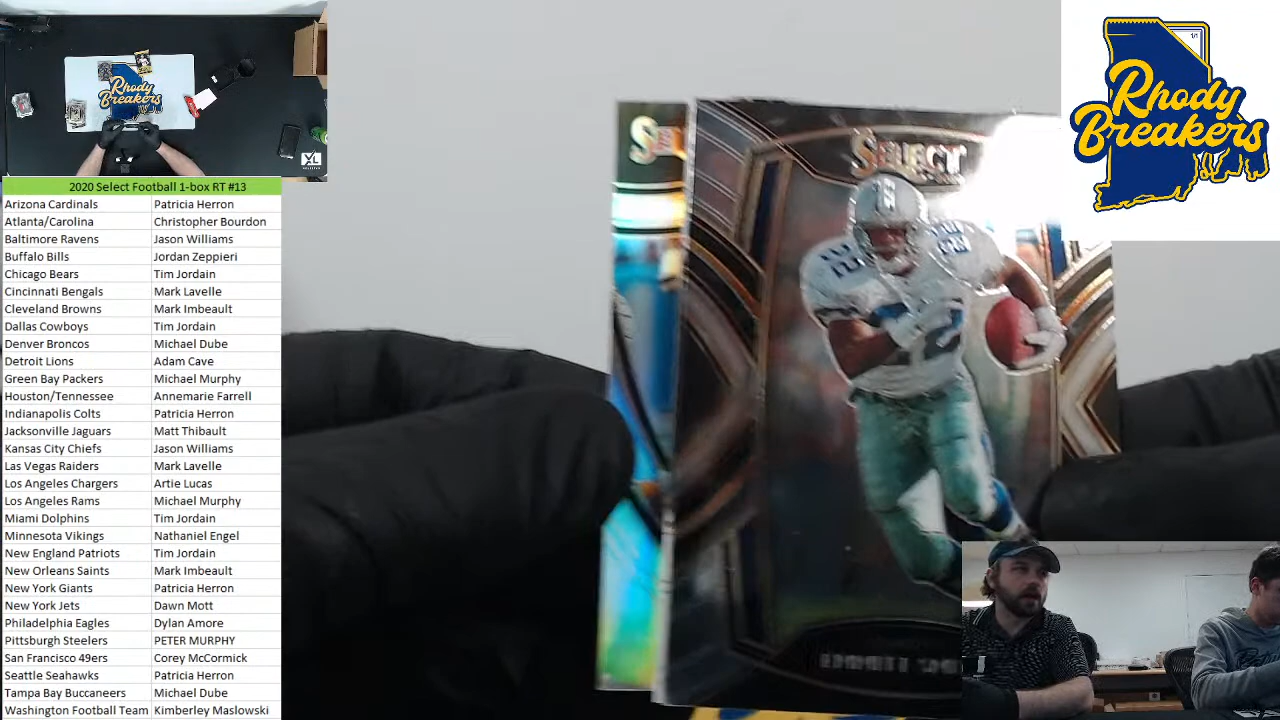 Rhody
Breakers
XL
2020 Select Football 1-box RT #13
Arizona Cardinals Patricia Herron
Atlanta/Carolina Christopher Bourdon
Baltimore Ravens Jason Williams
Buffalo Bills Jordan Zeppieri
Chicago Bears Tim Jordain
Cincinnati Bengals Mark Lavelle
Cleveland Browns Mark Imbeault
Dallas Cowboys Tim Jordain
Denver Broncos Michael Dube
Detroit Lions Adam Cave
Green Bay Packers Michael Murphy
Houston/Tennessee Annemarie Farrell
Indianapolis Colts Patricia Herron
Jacksonville Jaguars Matt Thibault
Kansas City Chiefs Jason Williams
Las Vegas Raiders Mark Lavelle
Los Angeles Chargers Artie Lucas
Los Angeles Rams Michael Murphy
Miami Dolphins Tim Jordain
Minnesota Vikings Nathaniel Engel
New England Patriots Tim Jordain
New Orleans Saints Mark Imbeault
New York Giants Patricia Herron
New York Jets Dawn Mott
Philadelphia Eagles Dylan Amore
Pittsburgh Steelers PETER MURPHY
San Francisco 49ers Corey McCormick
Seattle Seahawks Patricia Herron
Tampa Bay Buccaneers Michael Dube
Washington Football Team Kimberley Maslowski
SELECT
22
22
1/1
Rhody
Breakers